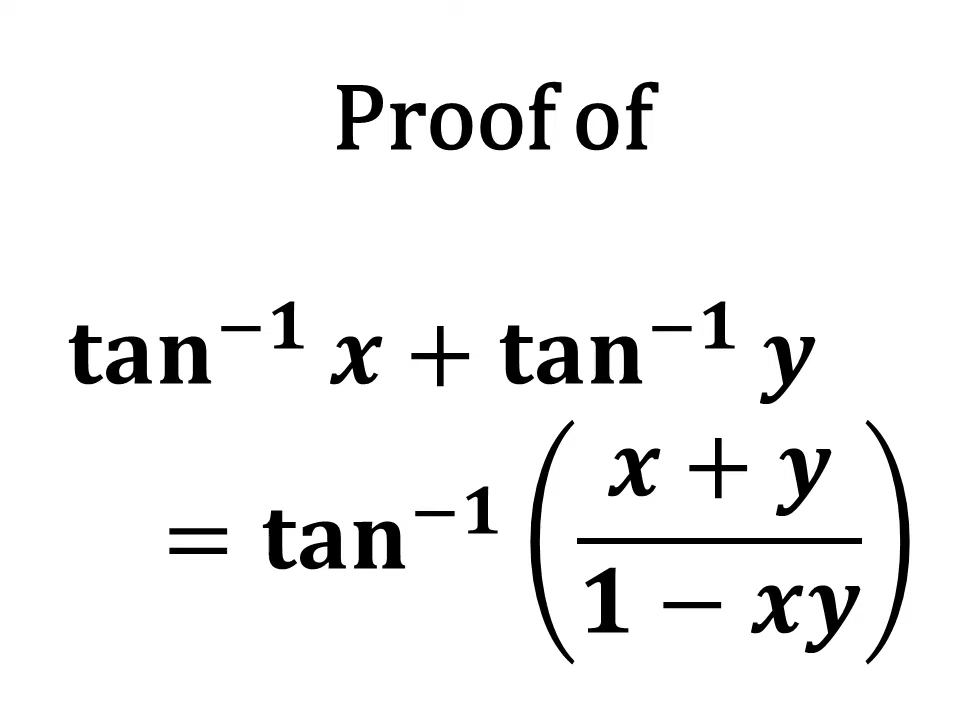 Proof of
tan⁻¹ x + tan⁻¹ y
= tan⁻¹ ((x + y)/(1 − xy))